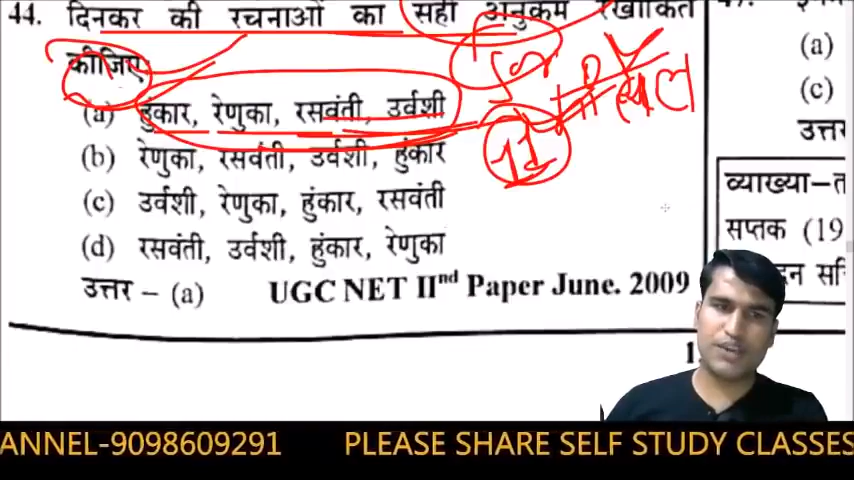 44. दिनकर की रचनाओं का सही अनुक्रम रेखांकित
कीजिए
(a) हुंकार, रेणुका, रसवंती, उर्वशी
(b) रेणुका, रसवंती, उर्वशी, हुंकार
(c) उर्वशी, रेणुका, हुंकार, रसवंती
(d) रसवंती, उर्वशी, हुंकार, रेणुका
उत्तर – (a) UGC NET IInd Paper June. 2009
(a)
(c)
उत्तर
व्याख्या–
सप्तक (19
11
ANNEL-9098609291 PLEASE SHARE SELF STUDY CLASSES